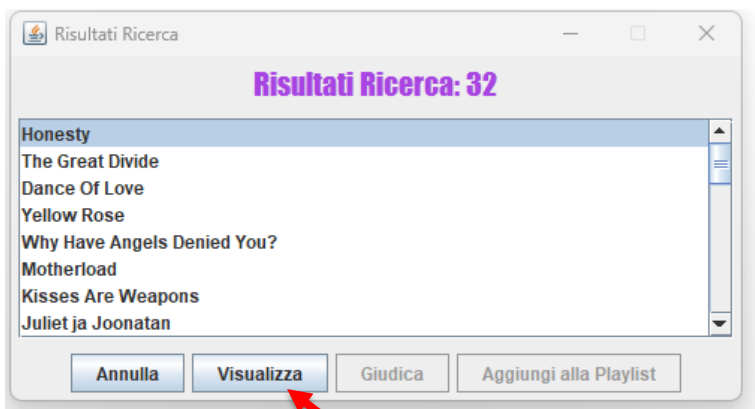 Risultati Ricerca
Risultati Ricerca: 32
Honesty
The Great Divide
Dance Of Love
Yellow Rose
Why Have Angels Denied You?
Motherload
Kisses Are Weapons
Juliet ja Joonatan
Annulla Visualizza Giudica Aggiungi alla Playlist